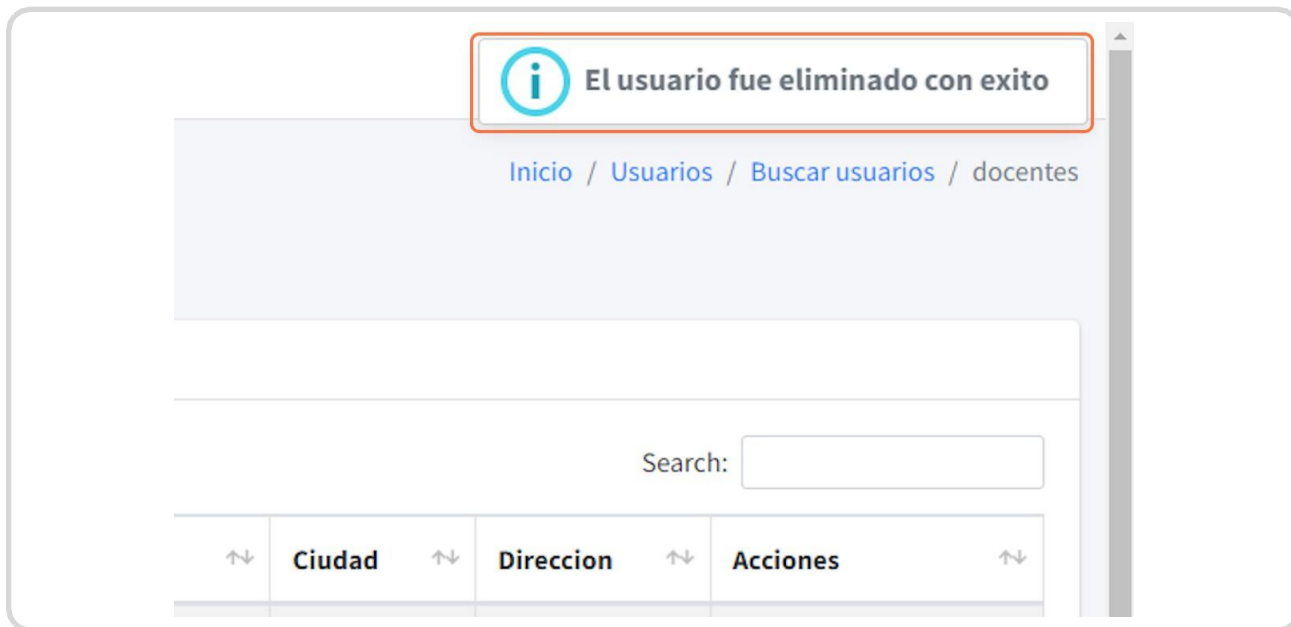 El usuario fue eliminado con exito
Inicio / Usuarios / Buscar usuarios / docentes
Search:
Ciudad Direccion Acciones